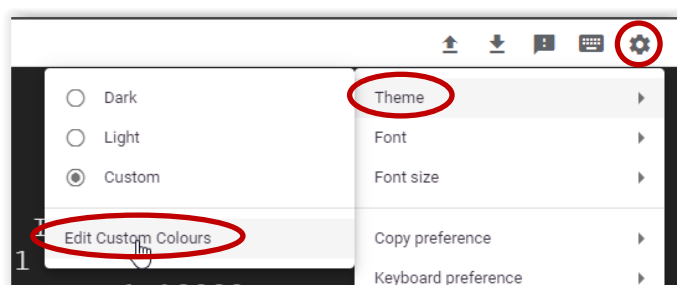 Dark
Light
Custom
Edit Custom Colours
Theme
Font
Font size
Copy preference
Keyboard preference
1